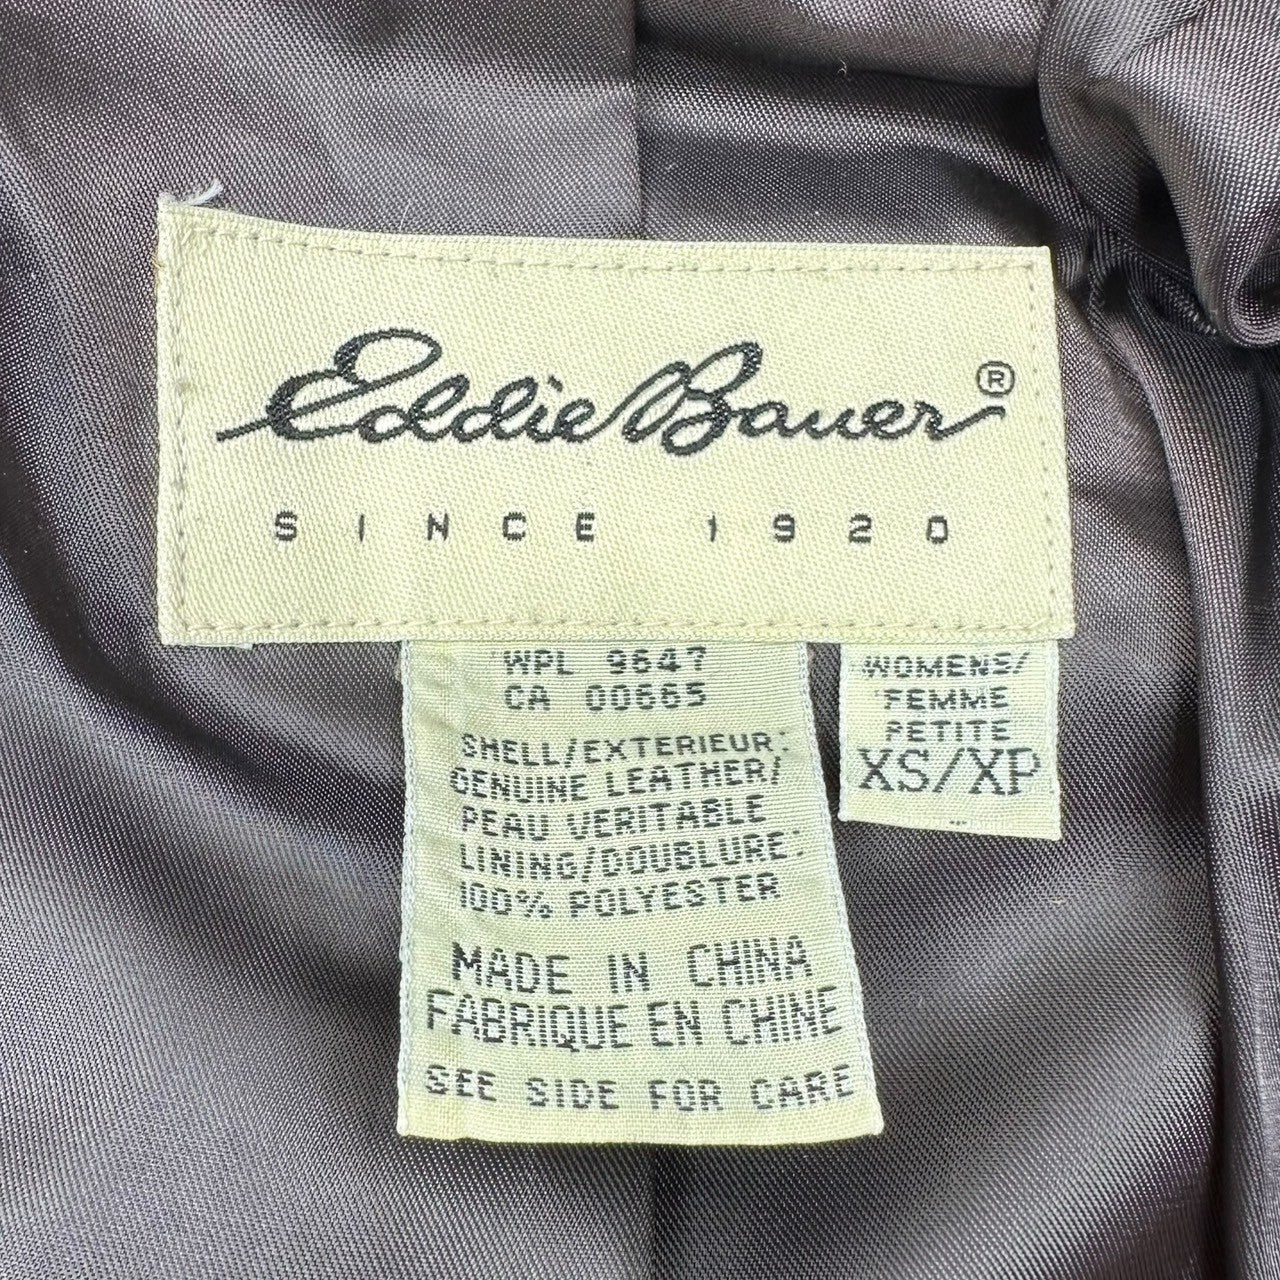 Eddie Bauer®
SINCE 1920
WPL 9647
CA 00665
SHELL/EXTERIEUR:
GENUINE LEATHER/
PEAU VERITABLE
LINING/DOUBLURE:
100% POLYESTER
MADE IN CHINA
FABRIQUE EN CHINE
SEE SIDE FOR CARE
WOMENS/
FEMME
PETITE
XS/XP